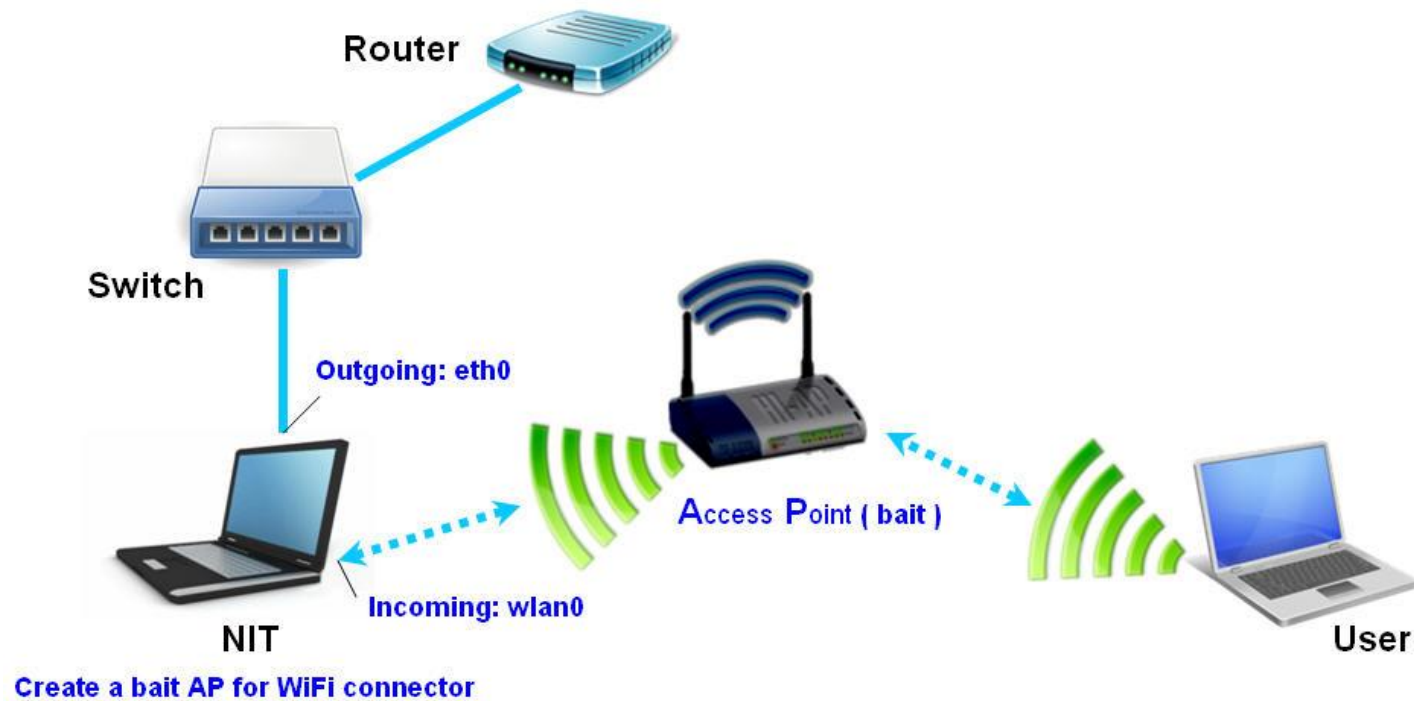 Router
Switch
Outgoing: eth0
Access Point ( bait )
Incoming: wlan0
NIT
User
Create a bait AP for WiFi connector